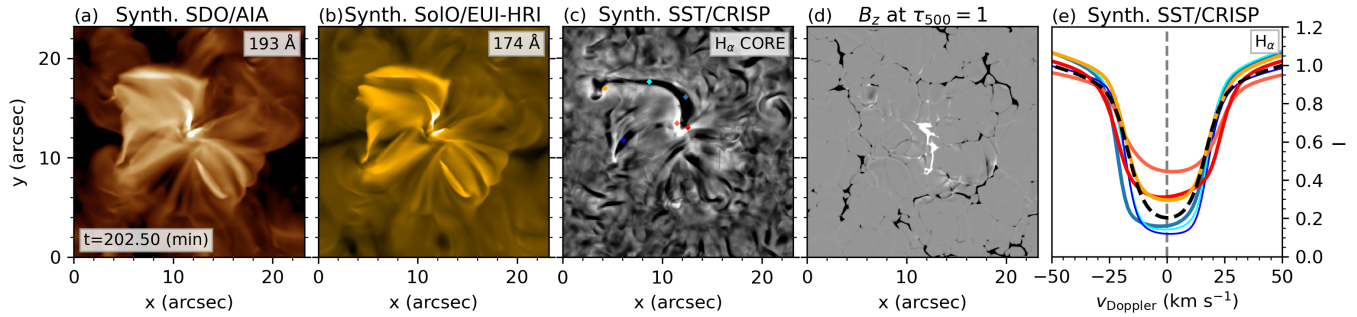 (a) Synth. SDO/AIA
(b) Synth. SolO/EUI-HRI
(c) Synth. SST/CRISP
(d) B_z at τ_500 = 1
(e) Synth. SST/CRISP
193 Å
174 Å
H_α CORE
H_α
t=202.50 (min)
y (arcsec)
20
10
0
0 10 20
x (arcsec)
0 10 20
x (arcsec)
0 10 20
x (arcsec)
0 10 20
x (arcsec)
−50 −25 0 25 50
v_Doppler (km s⁻¹)
1.2
1.0
0.8
0.6
0.4
0.2
0.0
I